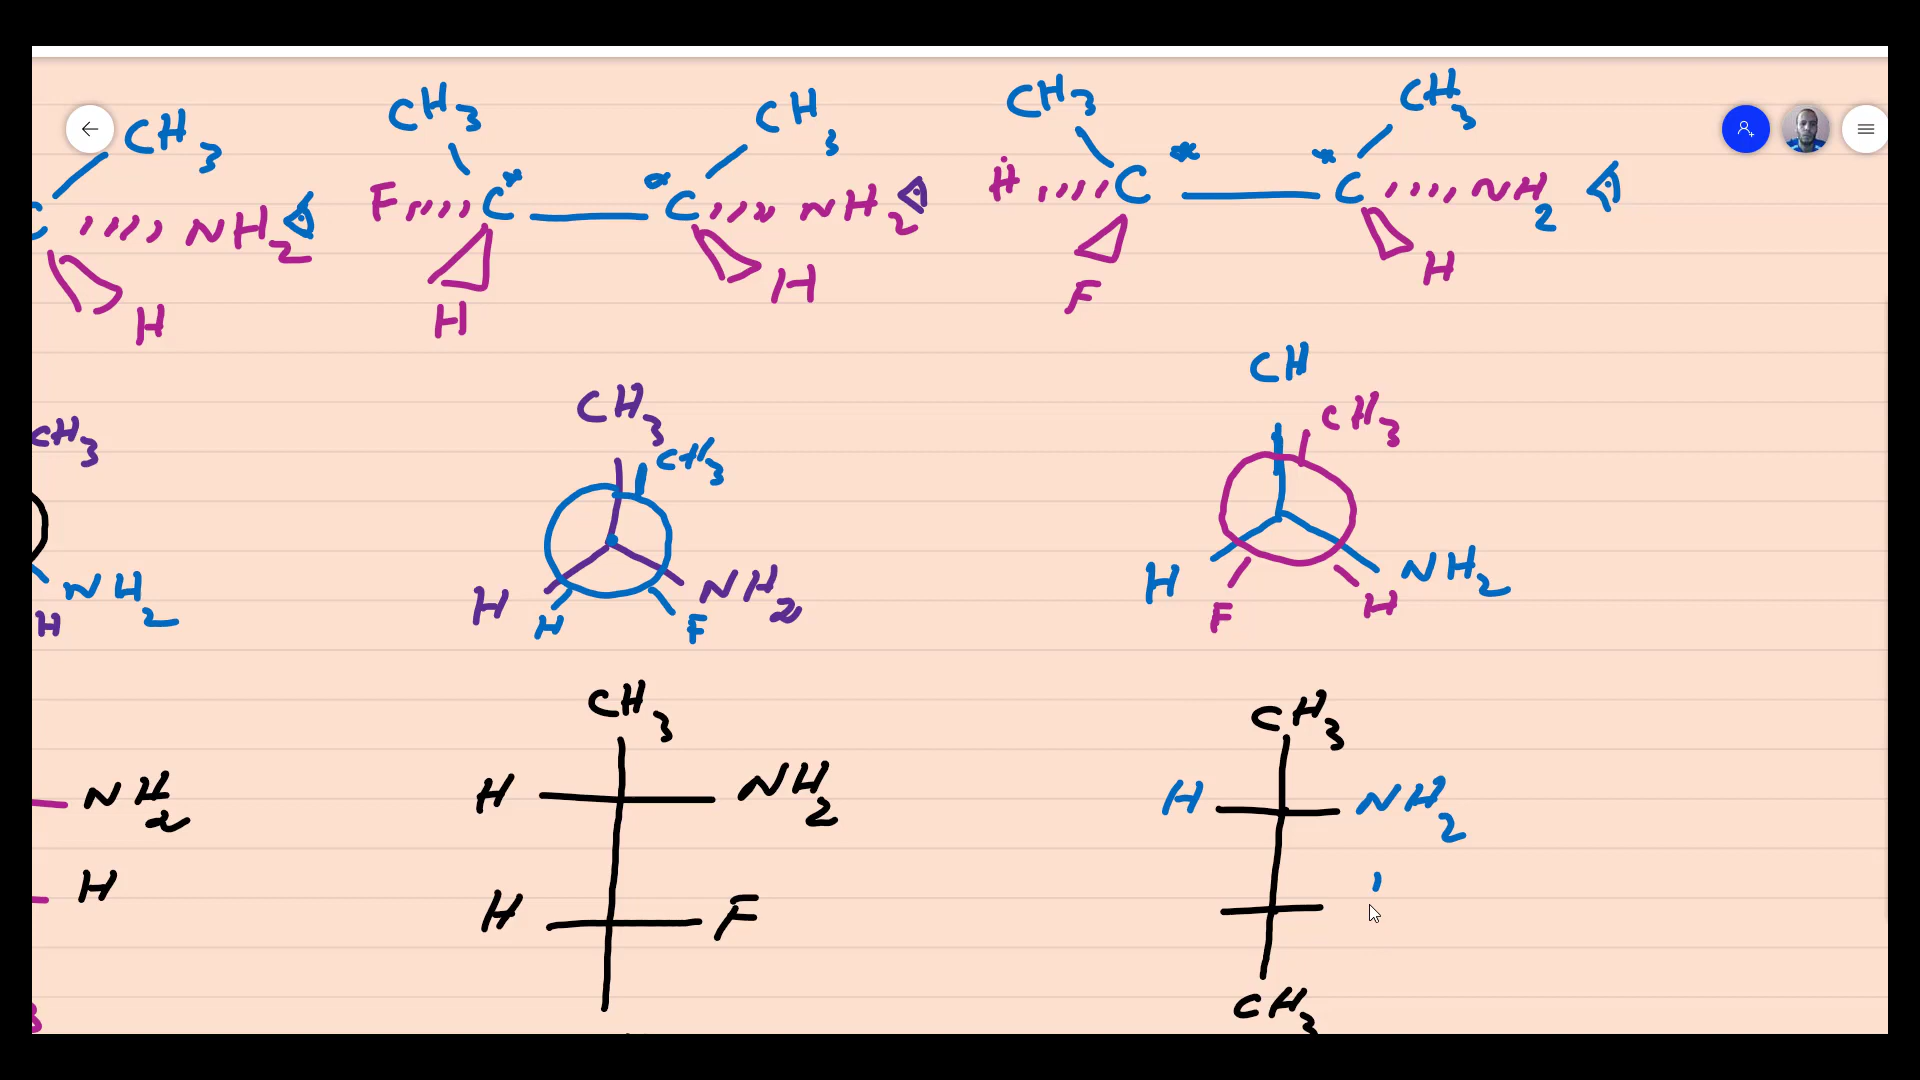 CH3 CH3 CH3 CH3 CH3
C NH2 F C* *C NH2 H C* *C NH2
H H H F H
CH3 CH3 CH
CH3 CH3 CH3
NH2 H NH2 H NH2
H H F F H
CH3 CH3
NH2 H NH2 H NH2
H H F
CH3
3